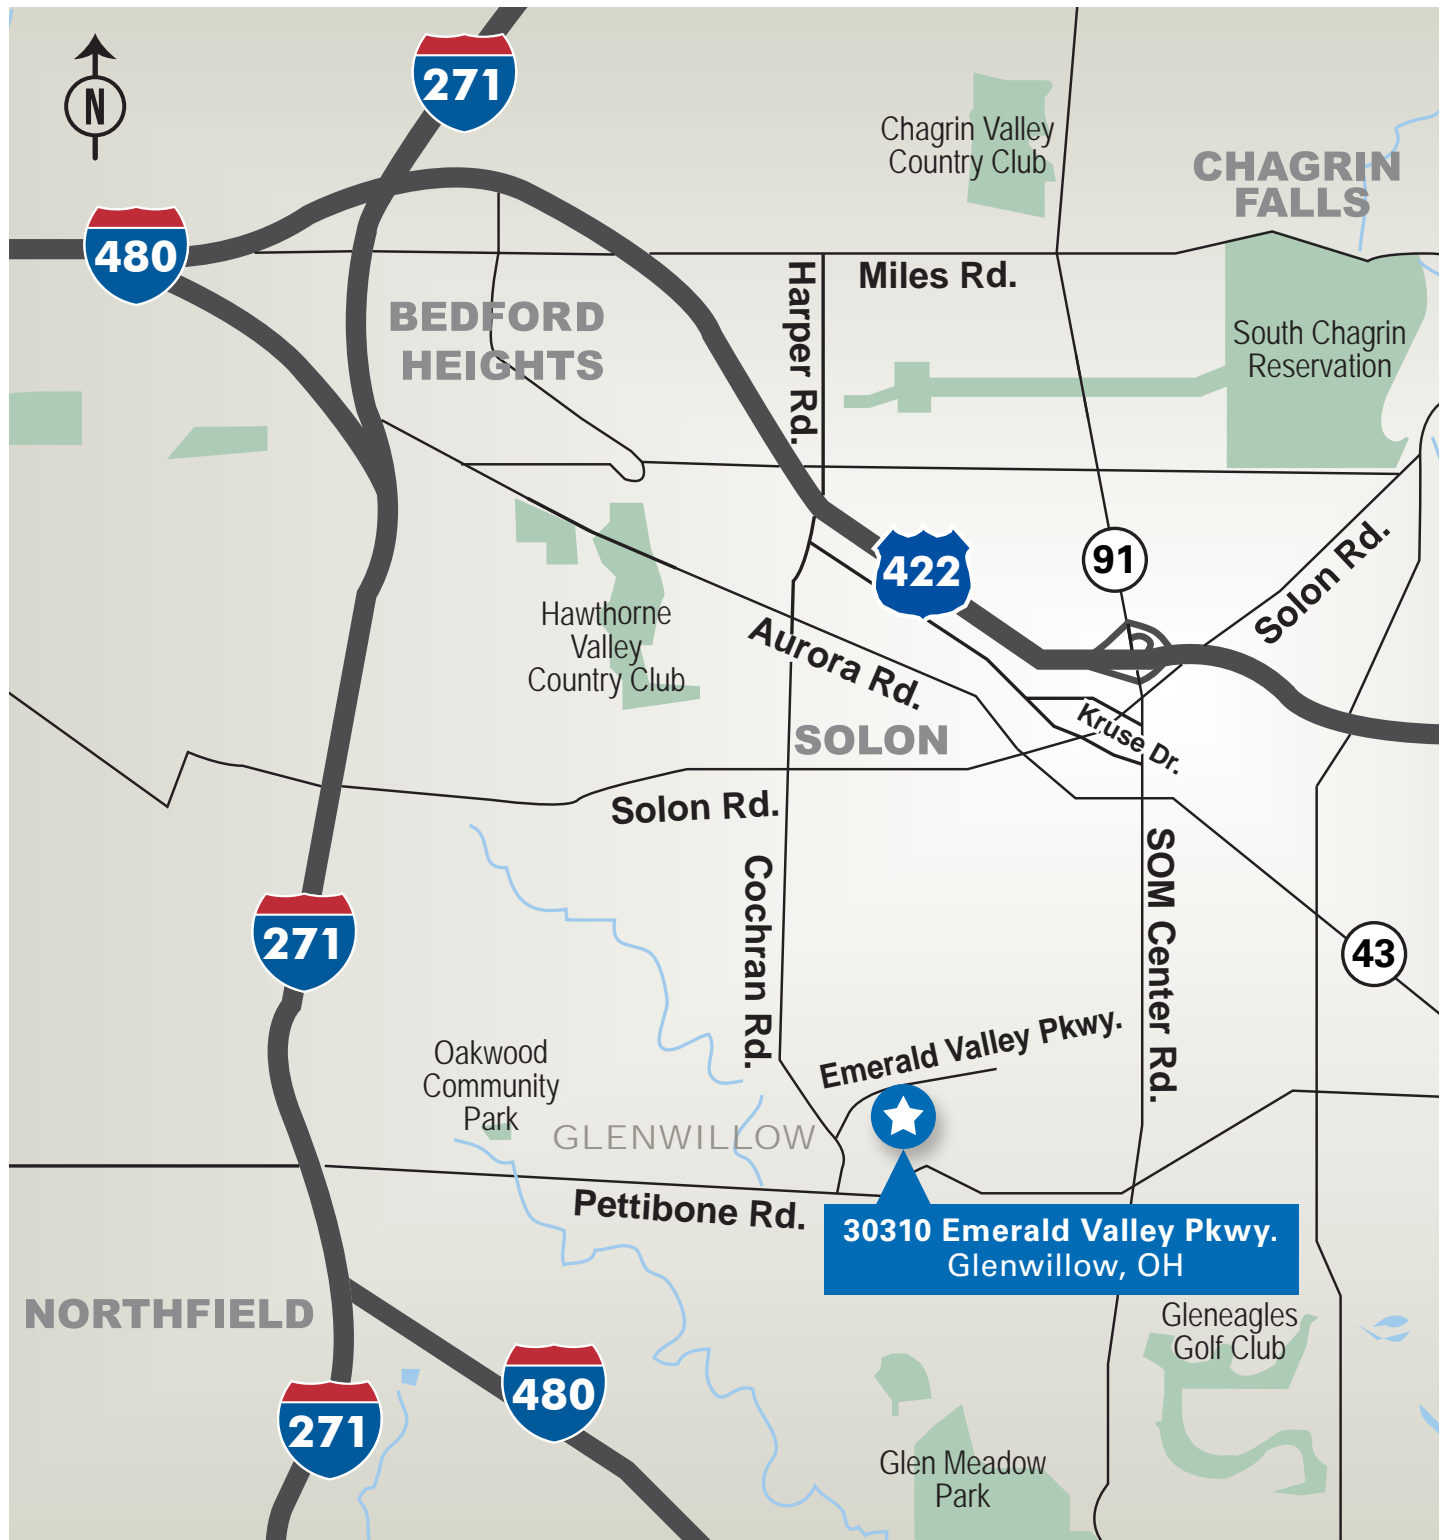 271
N
Chagrin Valley
Country Club
CHAGRIN
FALLS
480
Miles Rd.
Harper Rd.
BEDFORD
HEIGHTS
South Chagrin
Reservation
422
91
Solon Rd.
Hawthorne
Valley
Country Club
Aurora Rd.
SOLON
Kruse Dr.
Solon Rd.
Cochran Rd.
SOM Center Rd.
271
43
Emerald Valley Pkwy.
Oakwood
Community
Park
GLENWILLOW
Pettibone Rd.
30310 Emerald Valley Pkwy.
Glenwillow, OH
NORTHFIELD
Gleneagles
Golf Club
480
271
Glen Meadow
Park